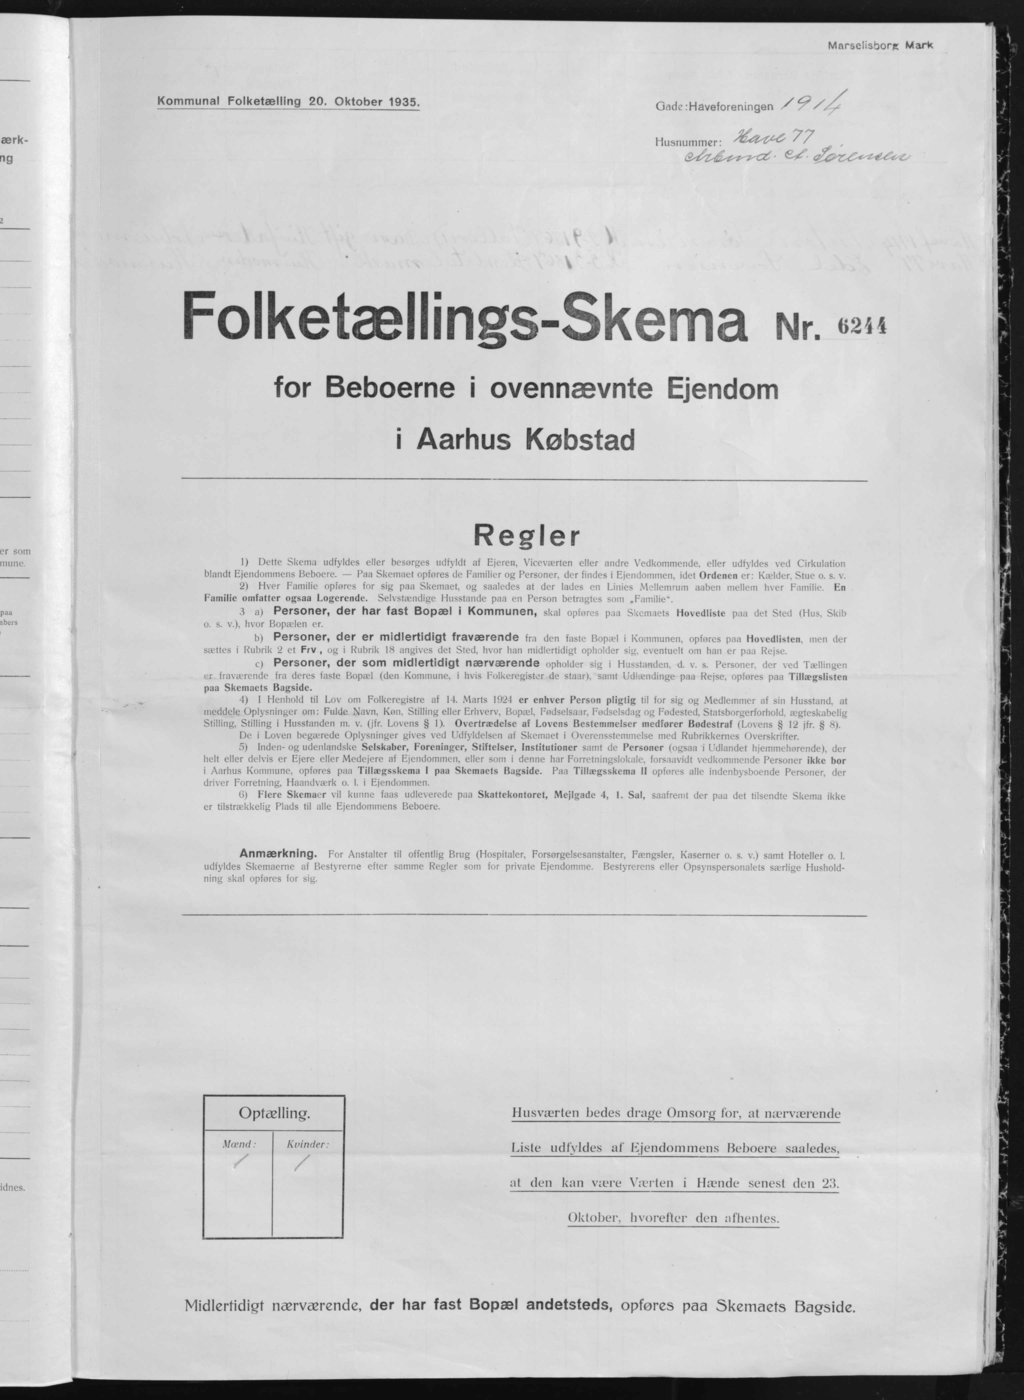 Marselisborg Mark
Kommunal Folketælling 20. Oktober 1935.
Gade: Haveforeningen 1914
Husnummer: Have 77
Arbmd. A. Sørensen
ærk-
ng
2
er som
mune.
paa
abers
idnes.
Folketællings-Skema Nr. 6244
for Beboerne i ovennævnte Ejendom
i Aarhus Købstad
Regler
1) Dette Skema udfyldes eller besørges udfyldt af Ejeren, Viceværten eller andre Vedkommende, eller udfyldes ved Cirkulation
blandt Ejendommens Beboere. — Paa Skemaet opføres de Familier og Personer, der findes i Ejendommen, idet Ordenen er: Kælder, Stue o. s. v.
2) Hver Familie opføres for sig paa Skemaet, og saaledes at der lades en Linies Mellemrum aaben mellem hver Familie. En
Familie omfatter ogsaa Logerende. Selvstændige Husstande paa en Person betragtes som „Familie“.
3 a) Personer, der har fast Bopæl i Kommunen, skal opføres paa Skemaets Hovedliste paa det Sted (Hus, Skib
o. s. v.), hvor Bopælen er.
b) Personer, der er midlertidigt fraværende fra den faste Bopæl i Kommunen, opføres paa Hovedlisten, men der
sættes i Rubrik 2 et Frv., og i Rubrik 18 angives det Sted, hvor han midlertidigt opholder sig, eventuelt om han er paa Rejse.
c) Personer, der som midlertidigt nærværende opholder sig i Husstanden, d. v. s. Personer, der ved Tællingen
er fraværende fra deres faste Bopæl (den Kommune, i hvis Folkeregister de staar), samt Udlændinge paa Rejse, opføres paa Tillægslisten
paa Skemaets Bagside.
4) I Henhold til Lov om Folkeregistre af 14. Marts 1924 er enhver Person pligtig til for sig og Medlemmer af sin Husstand, at
meddele Oplysninger om: Fulde Navn, Køn, Stilling eller Erhverv, Bopæl, Fødselsaar, Fødselsdag og Fødested, Statsborgerforhold, ægteskabelig
Stilling, Stilling i Husstanden m. v. (jfr. Lovens § 1). Overtrædelse af Lovens Bestemmelser medfører Bødestraf (Lovens § 12 jfr. § 8).
De i Loven begærede Oplysninger gives ved Udfyldelsen af Skemaet i Overensstemmelse med Rubrikkernes Overskrifter.
5) Inden- og udenlandske Selskaber, Foreninger, Stiftelser, Institutioner samt de Personer (ogsaa i Udlandet hjemmehørende), der
helt eller delvis er Ejere eller Medejere af Ejendommen, eller som i denne har Forretningslokale, forsaavidt vedkommende Personer ikke bor
i Aarhus Kommune, opføres paa Tillægsskema I paa Skemaets Bagside. Paa Tillægsskema II opføres alle indenbysboende Personer, der
driver Forretning, Haandværk o. l. i Ejendommen.
6) Flere Skemaer vil kunne faas udleverede paa Skattekontoret, Mejlgade 4, 1. Sal, saafremt der paa det tilsendte Skema ikke
er tilstrækkelig Plads til alle Ejendommens Beboere.
Anmærkning. For Anstalter til offentlig Brug (Hospitaler, Forsørgelsesanstalter, Fængsler, Kaserner o. s. v.) samt Hoteller o. l.
udfyldes Skemaerne af Bestyrerne efter samme Regler som for private Ejendomme. Bestyrerens eller Opsynspersonalets særlige Hushold-
ning skal opføres for sig.
Optælling.
Mænd: Kvinder:
/ /
Husværten bedes drage Omsorg for, at nærværende
Liste udfyldes af Ejendommens Beboere saaledes,
at den kan være Værten i Hænde senest den 23.
Oktober, hvorefter den afhentes.
Midlertidigt nærværende, der har fast Bopæl andetsteds, opføres paa Skemaets Bagside.